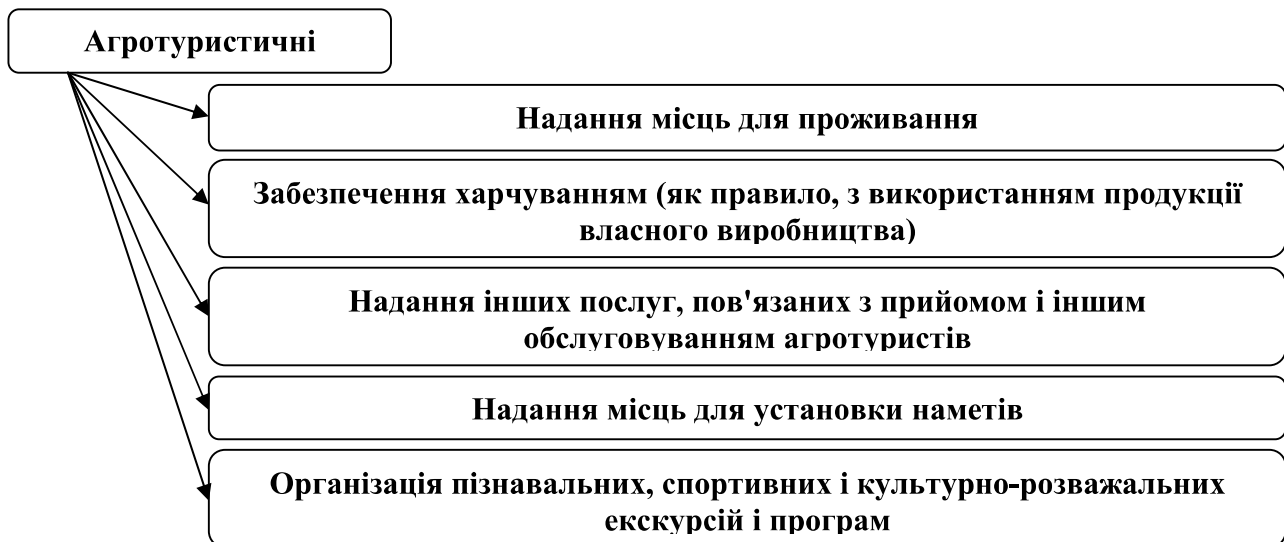 Агротуристичні
Надання місць для проживання
Забезпечення харчуванням (як правило, з використанням продукції
власного виробництва)
Надання інших послуг, пов'язаних з прийомом і іншим
обслуговуванням агротуристів
Надання місць для установки наметів
Організація пізнавальних, спортивних і культурно-розважальних
екскурсій і програм